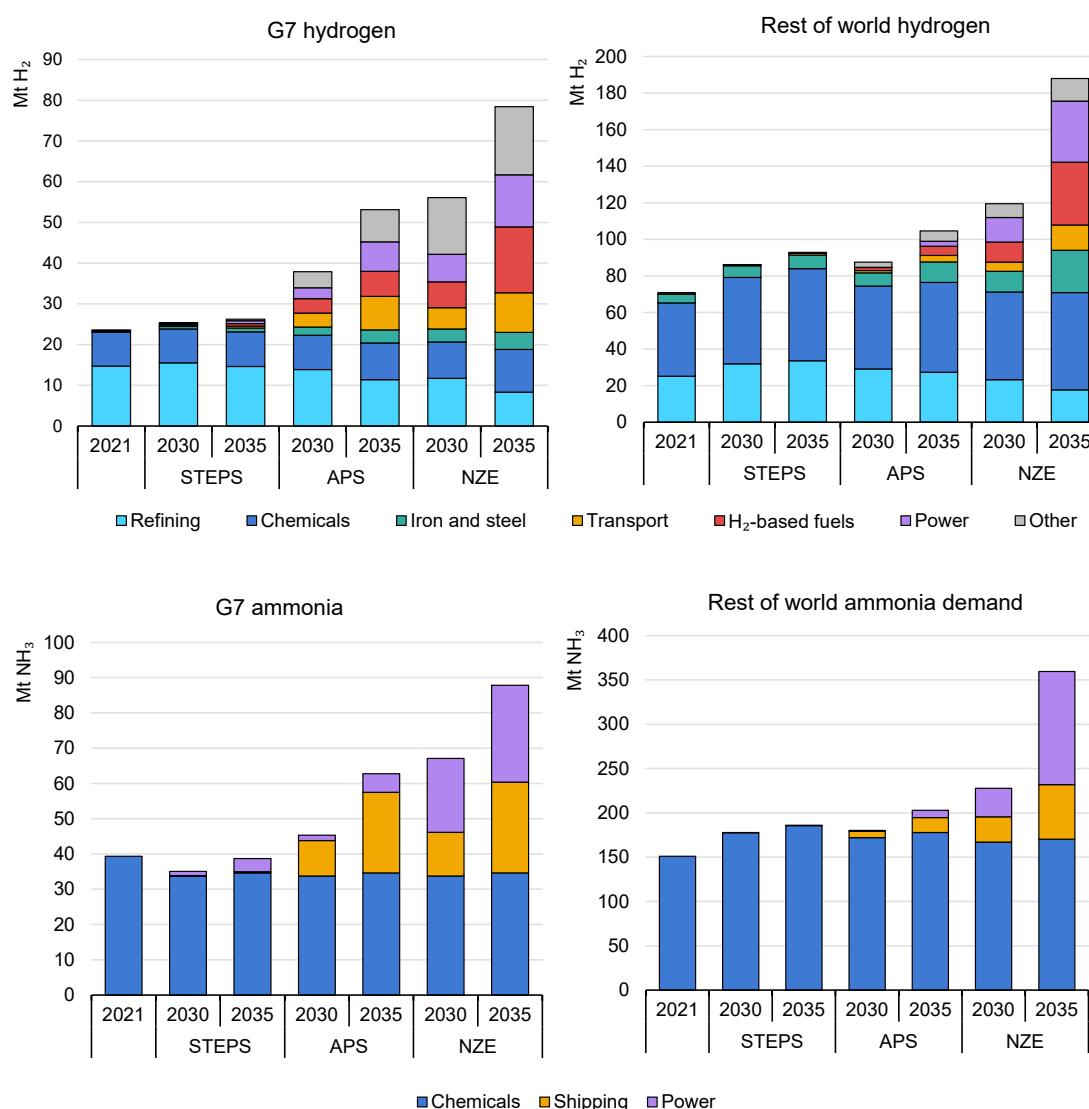 G7 hydrogen
Mt H₂
90
80
70
60
50
40
30
20
10
0
2021 2030 2035 2030 2035 2030 2035
STEPS APS NZE
Rest of world hydrogen
Mt H₂
200
180
160
140
120
100
80
60
40
20
0
2021 2030 2035 2030 2035 2030 2035
STEPS APS NZE
Refining Chemicals Iron and steel Transport H₂-based fuels Power Other
G7 ammonia
Mt NH₃
100
90
80
70
60
50
40
30
20
10
0
2021 2030 2035 2030 2035 2030 2035
STEPS APS NZE
Rest of world ammonia demand
Mt NH₃
400
350
300
250
200
150
100
50
0
2021 2030 2035 2030 2035 2030 2035
STEPS APS NZE
Chemicals Shipping Power